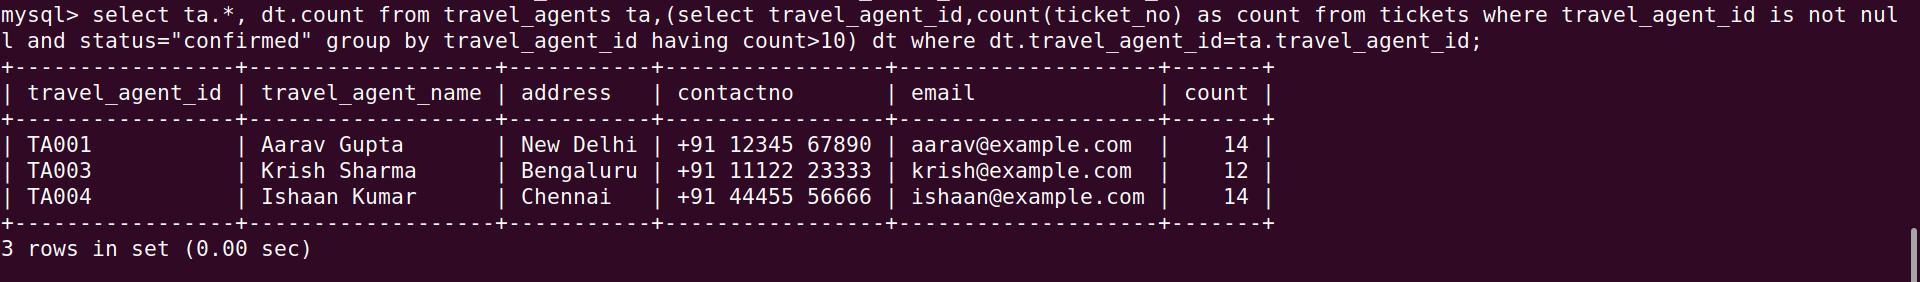 mysql> select ta.*, dt.count from travel_agents ta,(select travel_agent_id,count(ticket_no) as count from tickets where travel_agent_id is not nul
l and status="confirmed" group by travel_agent_id having count>10) dt where dt.travel_agent_id=ta.travel_agent_id;
+-----------------+-------------------+-----------+-----------------+--------------------+-------+
| travel_agent_id | travel_agent_name | address   | contactno       | email              | count |
+-----------------+-------------------+-----------+-----------------+--------------------+-------+
| TA001           | Aarav Gupta       | New Delhi | +91 12345 67890 | aarav@example.com  |    14 |
| TA003           | Krish Sharma      | Bengaluru | +91 11122 23333 | krish@example.com  |    12 |
| TA004           | Ishaan Kumar      | Chennai   | +91 44455 56666 | ishaan@example.com |    14 |
+-----------------+-------------------+-----------+-----------------+--------------------+-------+
3 rows in set (0.00 sec)